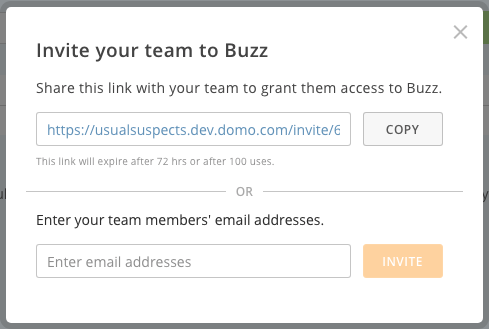 Invite your team to Buzz
Share this link with your team to grant them access to Buzz.
https://usualsuspects.dev.domo.com/invite/6
COPY
This link will expire after 72 hrs or after 100 uses.
OR
Enter your team members' email addresses.
Enter email addresses
INVITE